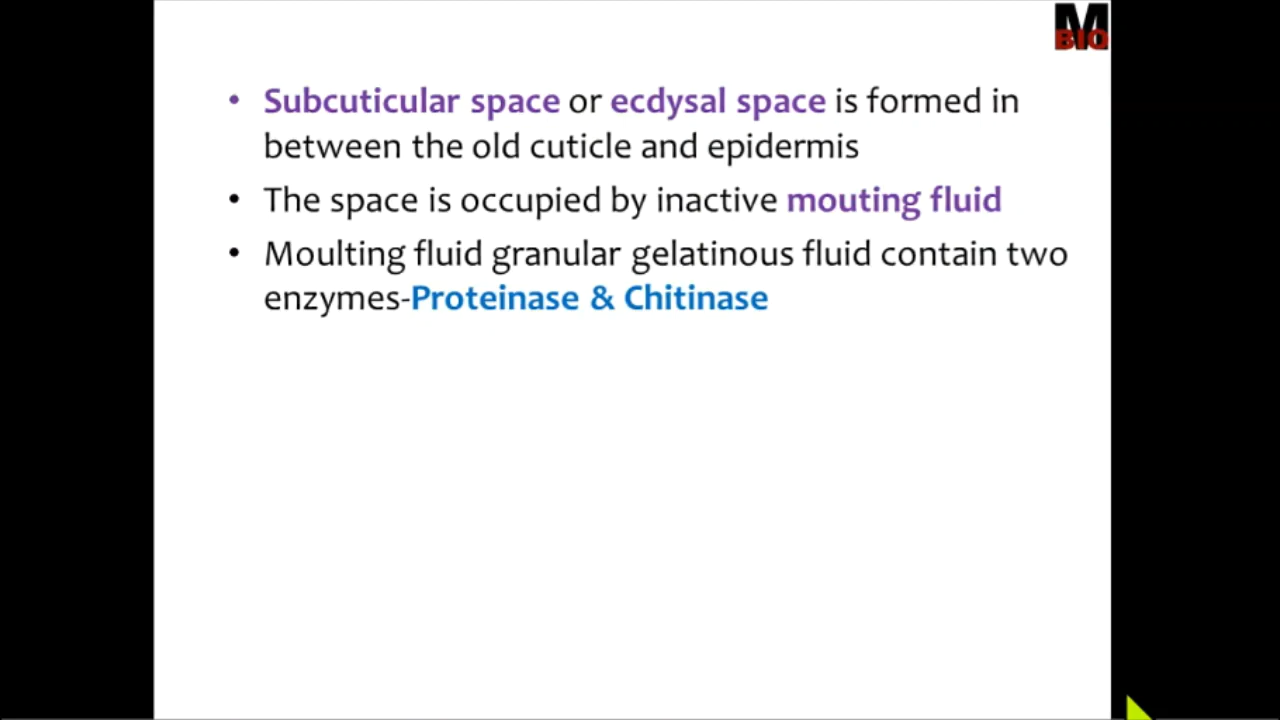 M
BIO
• Subcuticular space or ecdysal space is formed in
between the old cuticle and epidermis
• The space is occupied by inactive mouting fluid
• Moulting fluid granular gelatinous fluid contain two
enzymes-Proteinase & Chitinase